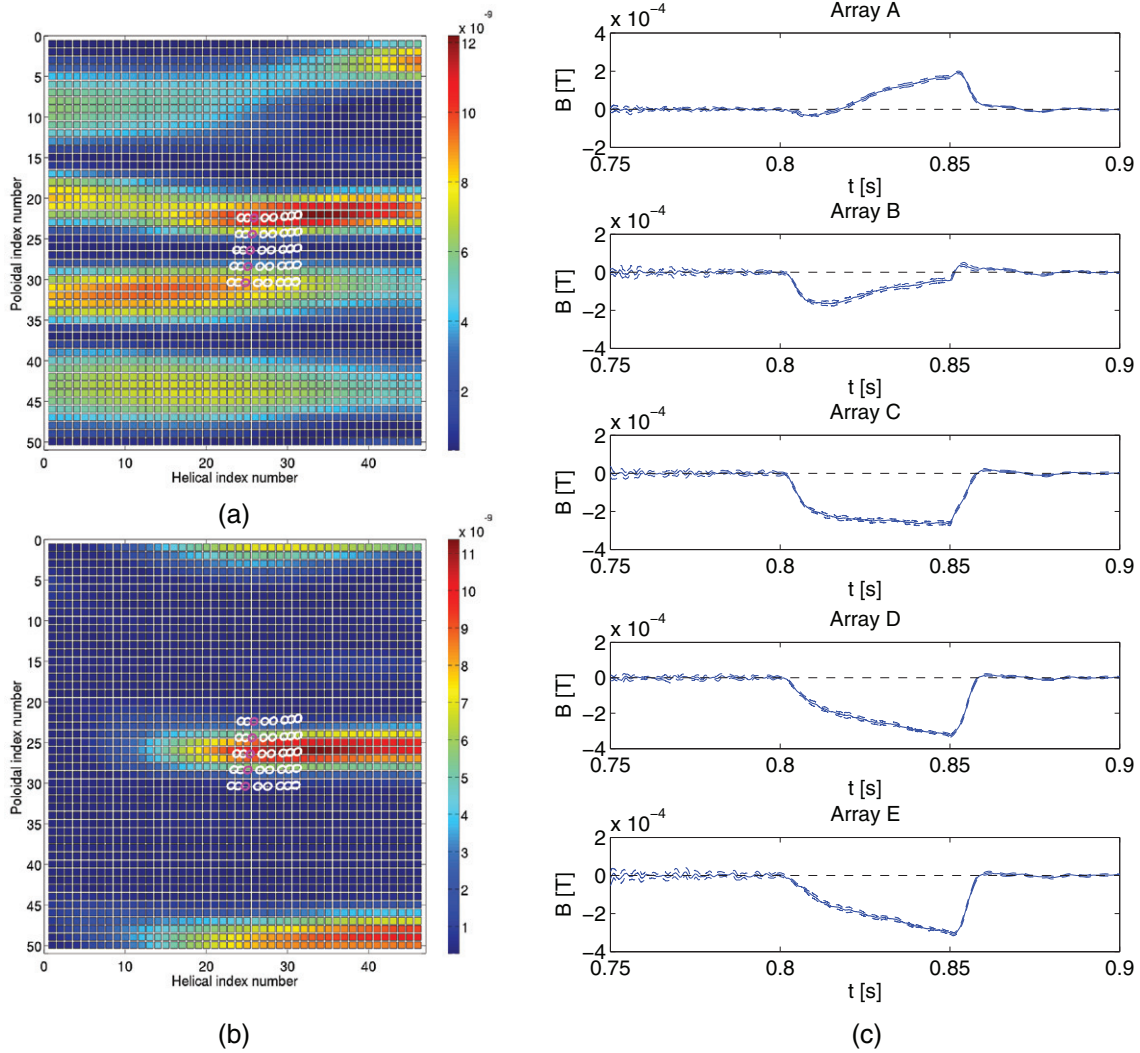 x 10 -9
0
5
10
15
20
25
30
35
40
45
50
Poloidal index number
0 10 20 30 40
Helical index number
12
10
8
6
4
2
(a)
x 10 -9
0
5
10
15
20
25
30
35
40
45
50
Poloidal index number
0 10 20 30 40
Helical index number
11
10
9
8
7
6
5
4
3
2
1
(b)
Array A
x 10 -4
4
2
0
−2
B [T]
0.75 0.8 0.85 0.9
t [s]
Array B
x 10 -4
2
0
−2
−4
B [T]
0.75 0.8 0.85 0.9
t [s]
Array C
x 10 -4
2
0
−2
−4
B [T]
0.75 0.8 0.85 0.9
t [s]
Array D
x 10 -4
2
0
−2
−4
B [T]
0.75 0.8 0.85 0.9
t [s]
Array E
x 10 -4
2
0
−2
−4
B [T]
0.75 0.8 0.85 0.9
t [s]
(c)